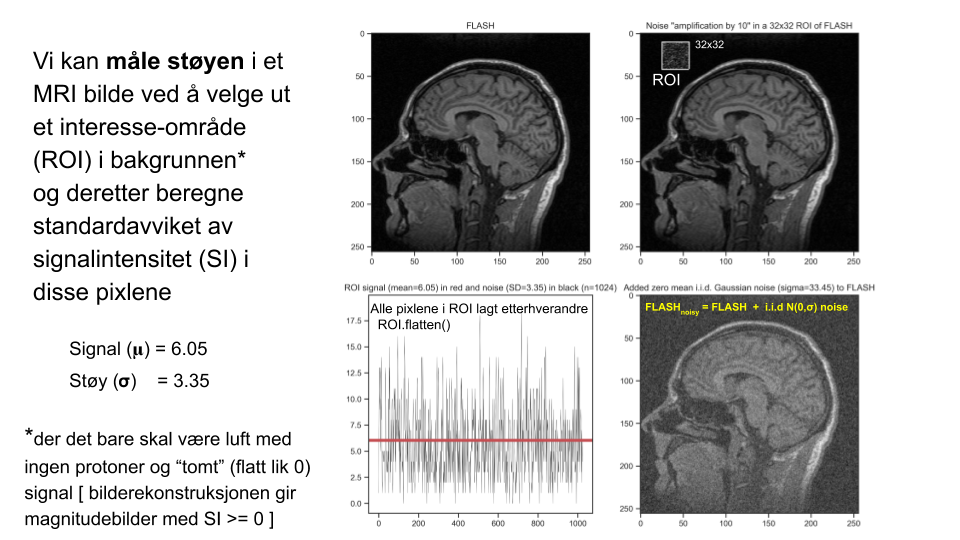 Vi kan måle støyen i et
MRI bilde ved å velge ut
et interesse-område
(ROI) i bakgrunnen*
og deretter beregne
standardavviket av
signalintensitet (SI) i
disse pixlene
Signal (μ) = 6.05
Støy (σ) = 3.35
*der det bare skal være luft med
ingen protoner og “tomt” (flatt lik 0)
signal [ bilderekonstruksjonen gir
magnitudebilder med SI >= 0 ]
FLASH
0
50
100
150
200
250
0 50 100 150 200 250
Noise "amplification by 10" in a 32x32 ROI of FLASH
32x32
ROI
0
50
100
150
200
250
0 50 100 150 200 250
ROI signal (mean=6.05) in red and noise (SD=3.35) in black (n=1024)
Alle pixlene i ROI lagt etterhverandre
ROI.flatten()
17.5
15.0
12.5
10.0
7.5
5.0
2.5
0.0
0 200 400 600 800 1000
Added zero mean i.i.d. Gaussian noise (sigma=33.45) to FLASH
FLASHnoisy = FLASH + i.i.d N(0,σ) noise
0
50
100
150
200
250
0 50 100 150 200 250